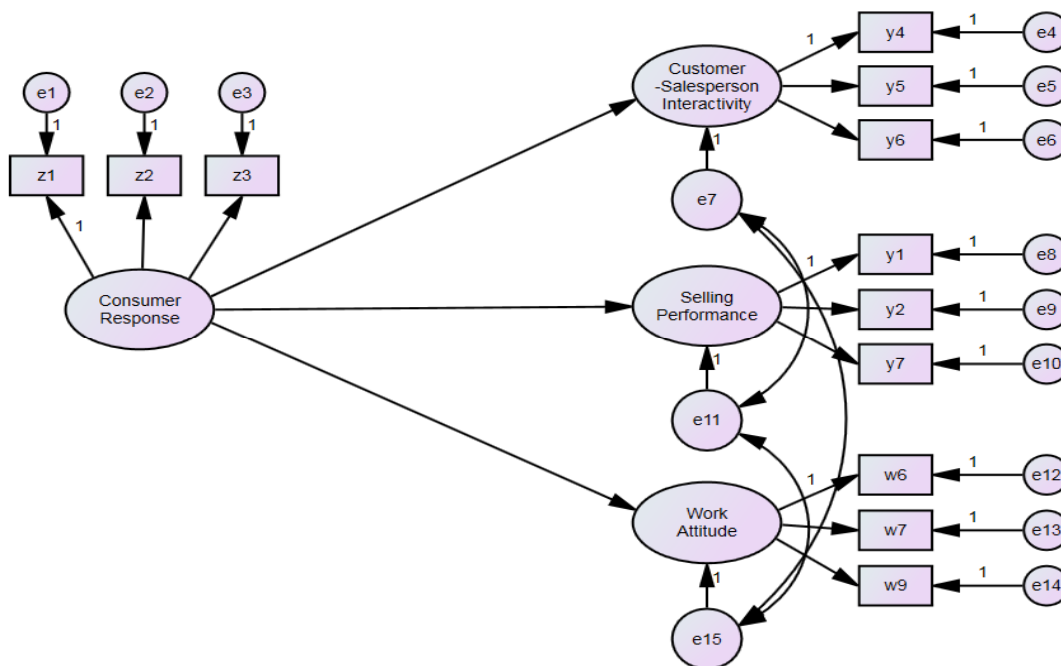 e1
e2
e3
1
1
1
z1
z2
z3
1
Consumer
Response
Customer
-Salesperson
Interactivity
1
y4
1
e4
y5
1
e5
y6
1
e6
1
e7
Selling
Performance
1
y1
1
e8
y2
1
e9
y7
1
e10
1
e11
Work
Attitude
1
w6
1
e12
w7
1
e13
w9
1
e14
1
e15